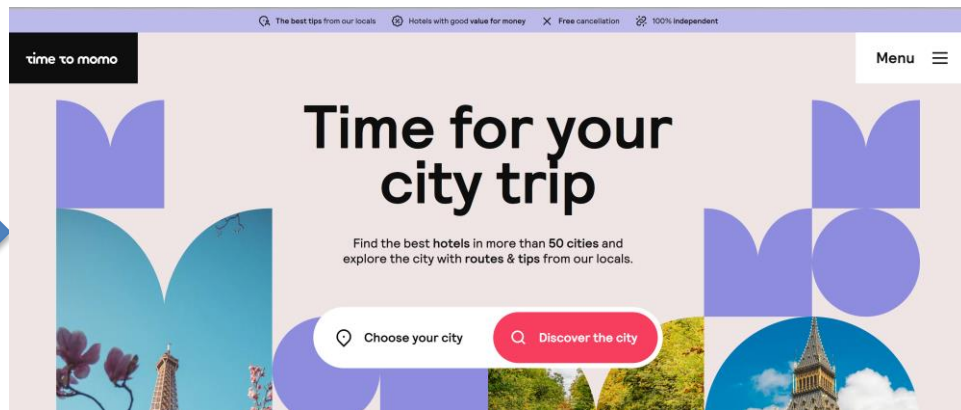 The best tips from our locals Hotels with good value for money Free cancellation 100% independent
time to momo
Menu
Time for your
city trip
Find the best hotels in more than 50 cities and
explore the city with routes & tips from our locals.
Choose your city Discover the city